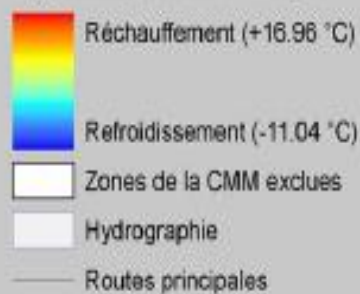 Réchauffement (+16.96 °C)
Refroidissement (-11.04 °C)
Zones de la CMM exclues
Hydrographie
Routes principales